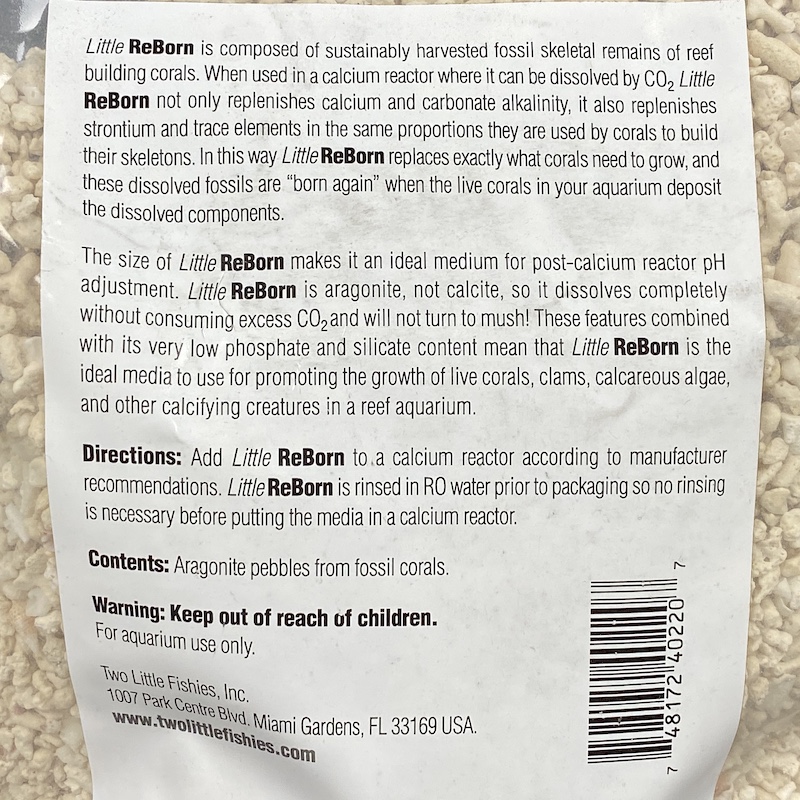 Little ReBorn is composed of sustainably harvested fossil skeletal remains of reef
building corals. When used in a calcium reactor where it can be dissolved by CO₂ Little
ReBorn not only replenishes calcium and carbonate alkalinity, it also replenishes
strontium and trace elements in the same proportions they are used by corals to build
their skeletons. In this way Little ReBorn replaces exactly what corals need to grow, and
these dissolved fossils are “born again” when the live corals in your aquarium deposit
the dissolved components.
The size of Little ReBorn makes it an ideal medium for post-calcium reactor pH
adjustment. Little ReBorn is aragonite, not calcite, so it dissolves completely
without consuming excess CO₂ and will not turn to mush! These features combined
with its very low phosphate and silicate content mean that Little ReBorn is the
ideal media to use for promoting the growth of live corals, clams, calcareous algae,
and other calcifying creatures in a reef aquarium.
Directions: Add Little ReBorn to a calcium reactor according to manufacturer
recommendations. Little ReBorn is rinsed in RO water prior to packaging so no rinsing
is necessary before putting the media in a calcium reactor.
Contents: Aragonite pebbles from fossil corals.
Warning: Keep out of reach of children.
For aquarium use only.
Two Little Fishies, Inc.
1007 Park Centre Blvd. Miami Gardens, FL 33169 USA.
www.twolittlefishies.com
7 48172 40220 7